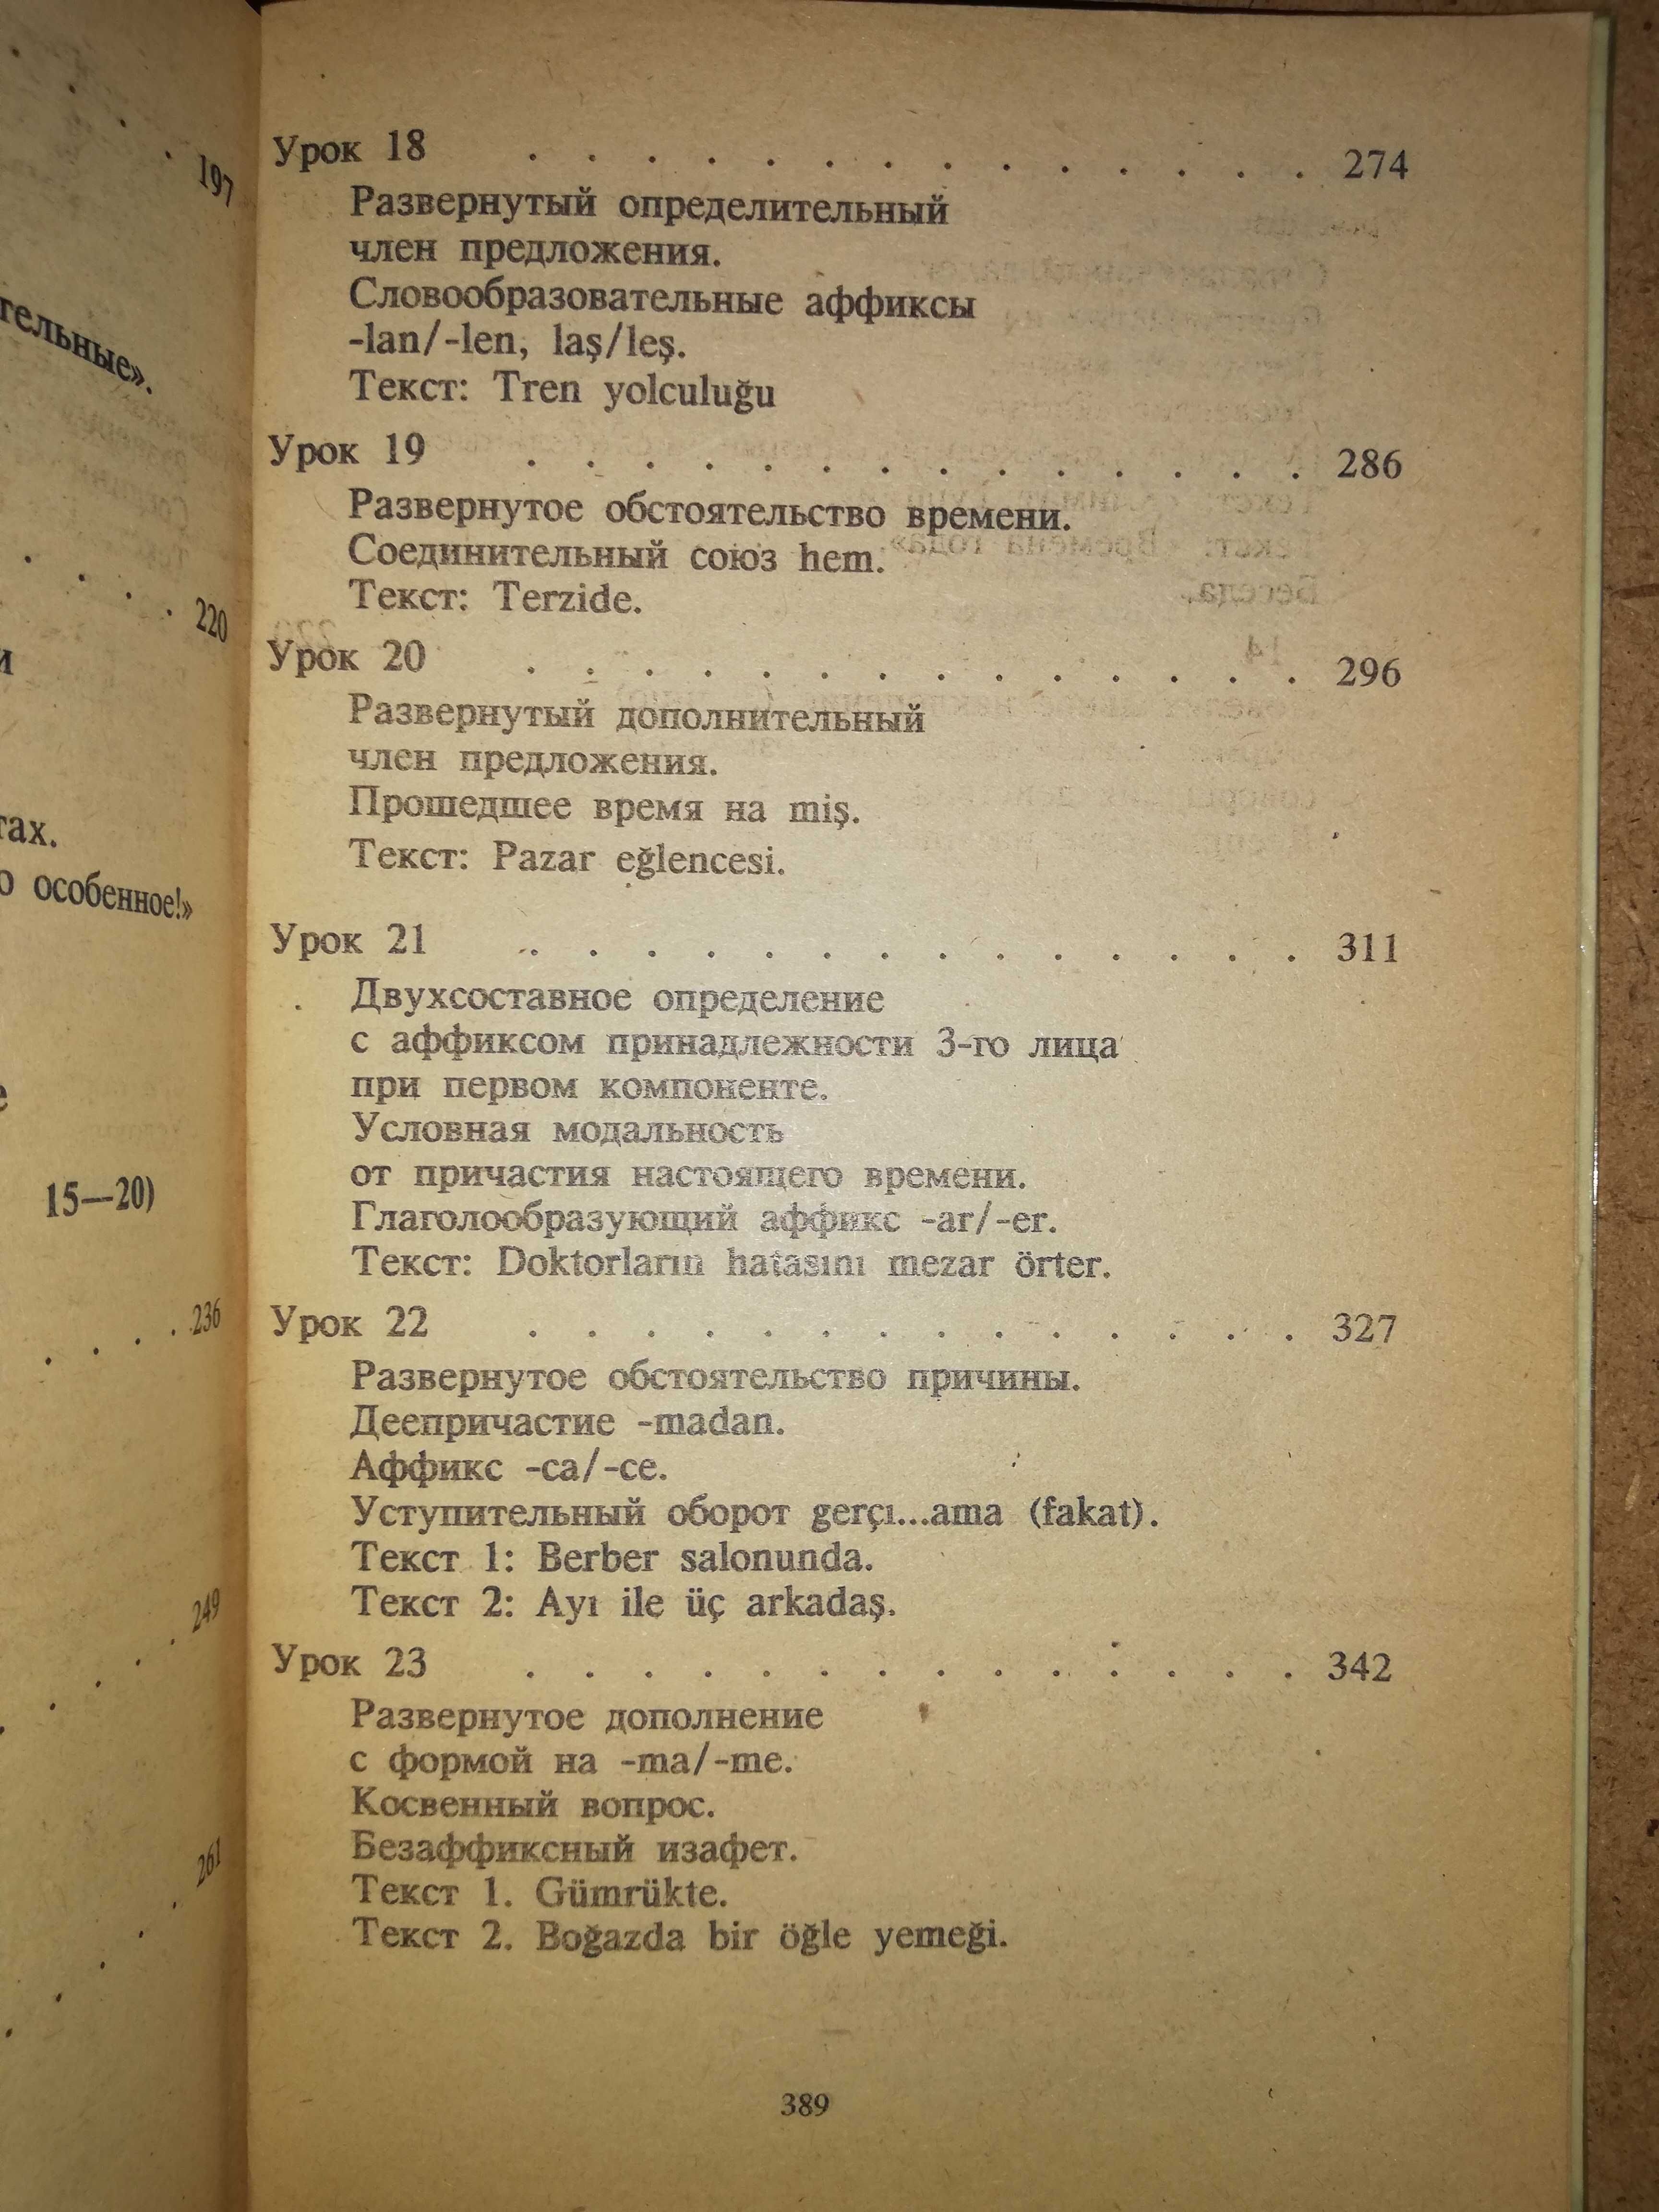 197
тельные».
220
и
тах.
о особенное!»
15—20)
236
249
261
Урок 18 . . . . . . . . . . . . . . 274
Развернутый определительный
член предложения.
Словообразовательные аффиксы
-lan/-len, laş/leş.
Текст: Tren yolculuğu
Урок 19 . . . . . . . . . . . . . . 286
Развернутое обстоятельство времени.
Соединительный союз hem.
Текст: Terzide.
Урок 20 . . . . . . . . . . . . . . 296
Развернутый дополнительный
член предложения.
Прошедшее время на miş.
Текст: Pazar eğlencesi.
Урок 21 . . . . . . . . . . . . . . 311
Двухсоставное определение
с аффиксом принадлежности 3-го лица
при первом компоненте.
Условная модальность
от причастия настоящего времени.
Глаголообразующий аффикс -ar/-er.
Текст: Doktorların hatasını mezar örter.
Урок 22 . . . . . . . . . . . . . . 327
Развернутое обстоятельство причины.
Деепричастие -madan.
Аффикс -ca/-ce.
Уступительный оборот gerçı...ama (fakat).
Текст 1: Berber salonunda.
Текст 2: Ayı ile üç arkadaş.
Урок 23 . . . . . . . . . . . . . . 342
Развернутое дополнение
с формой на -ma/-me.
Косвенный вопрос.
Безаффиксный изафет.
Текст 1. Gümrükte.
Текст 2. Boğazda bir öğle yemeği.
389